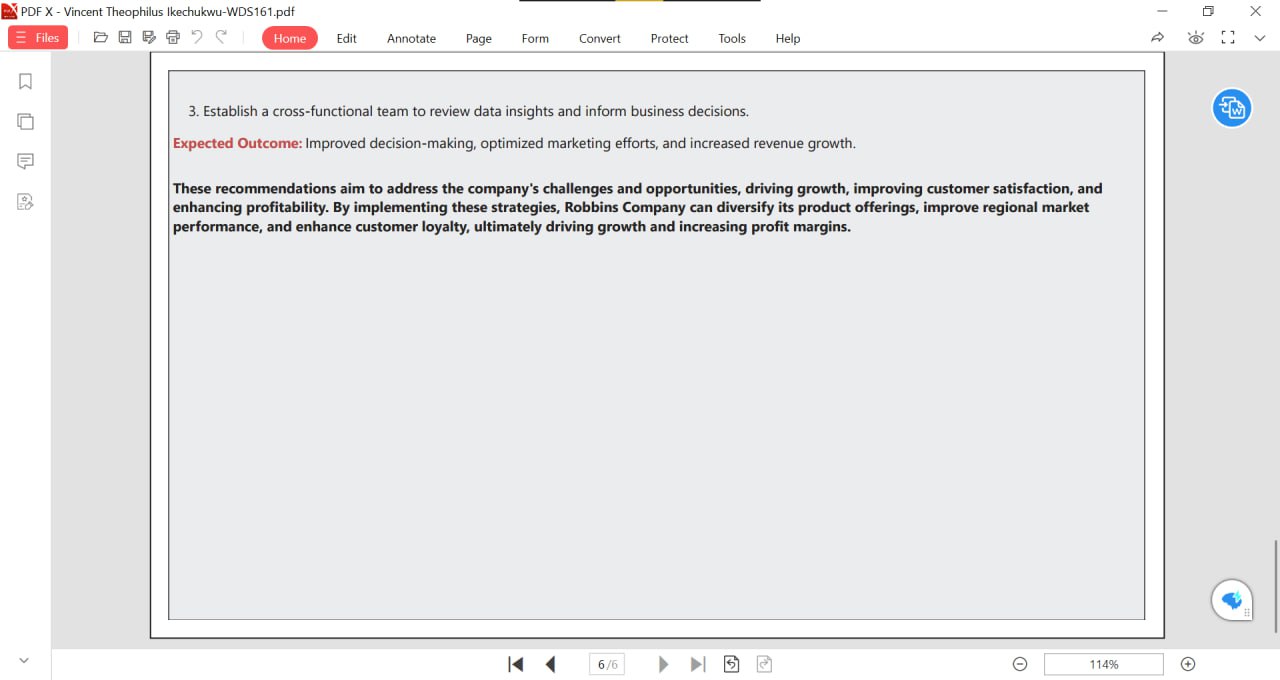 PDF X - Vincent Theophilus Ikechukwu-WDS161.pdf
Files
Home Edit Annotate Page Form Convert Protect Tools Help
3. Establish a cross-functional team to review data insights and inform business decisions.
Expected Outcome: Improved decision-making, optimized marketing efforts, and increased revenue growth.
These recommendations aim to address the company's challenges and opportunities, driving growth, improving customer satisfaction, and
enhancing profitability. By implementing these strategies, Robbins Company can diversify its product offerings, improve regional market
performance, and enhance customer loyalty, ultimately driving growth and increasing profit margins.
6/6
114%